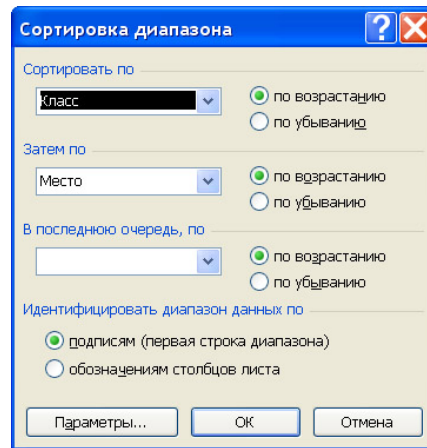 Сортировка диапазона
Сортировать по
Класс
по возрастанию
по убыванию
Затем по
Место
по возрастанию
по убыванию
В последнюю очередь, по
по возрастанию
по убыванию
Идентифицировать диапазон данных по
подписям (первая строка диапазона)
обозначениям столбцов листа
Параметры... ОК Отмена